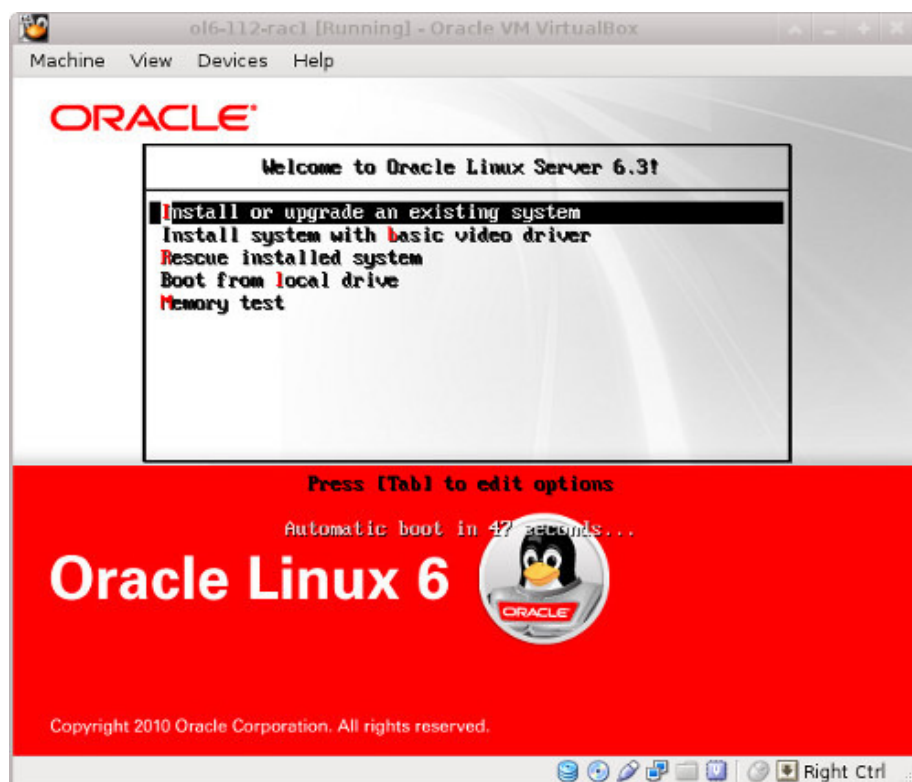 ol6-112-rac1 [Running] - Oracle VM VirtualBox
Machine View Devices Help
ORACLE®
Welcome to Oracle Linux Server 6.3!
Install or upgrade an existing system
Install system with basic video driver
Rescue installed system
Boot from local drive
Memory test
Press [Tab] to edit options
Automatic boot in 47 seconds...
Oracle Linux 6
ORACLE
Copyright 2010 Oracle Corporation. All rights reserved.
Right Ctrl